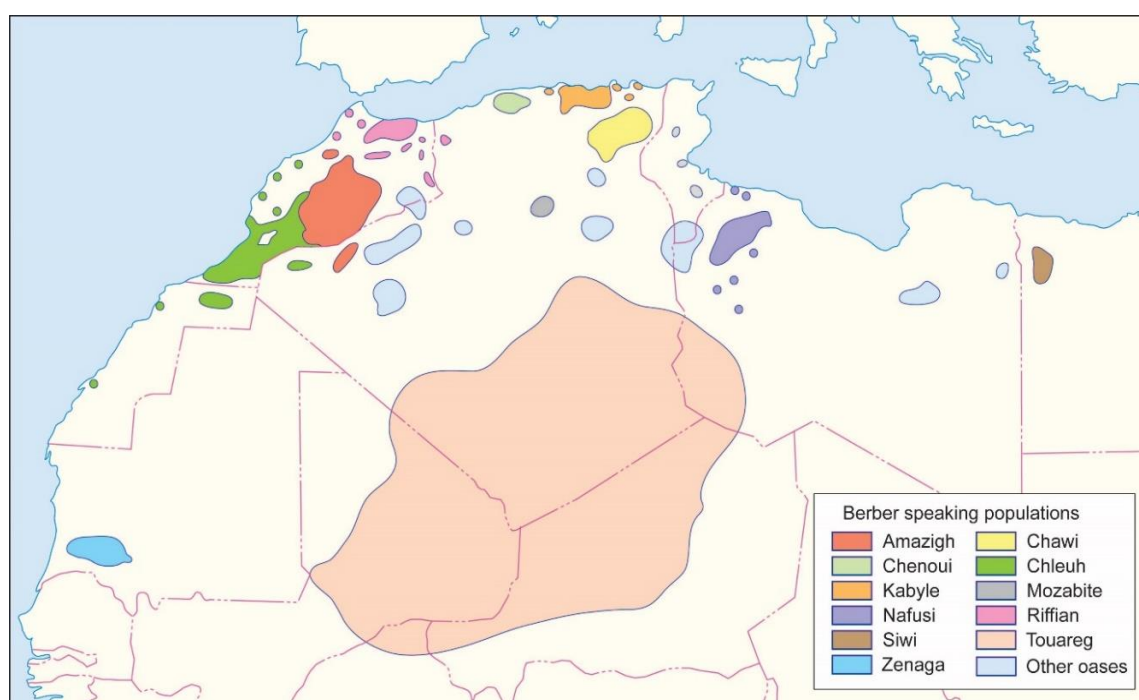 Berber speaking populations
Amazigh
Chenoui
Kabyle
Nafusi
Siwi
Zenaga
Chawi
Chleuh
Mozabite
Riffian
Touareg
Other oases